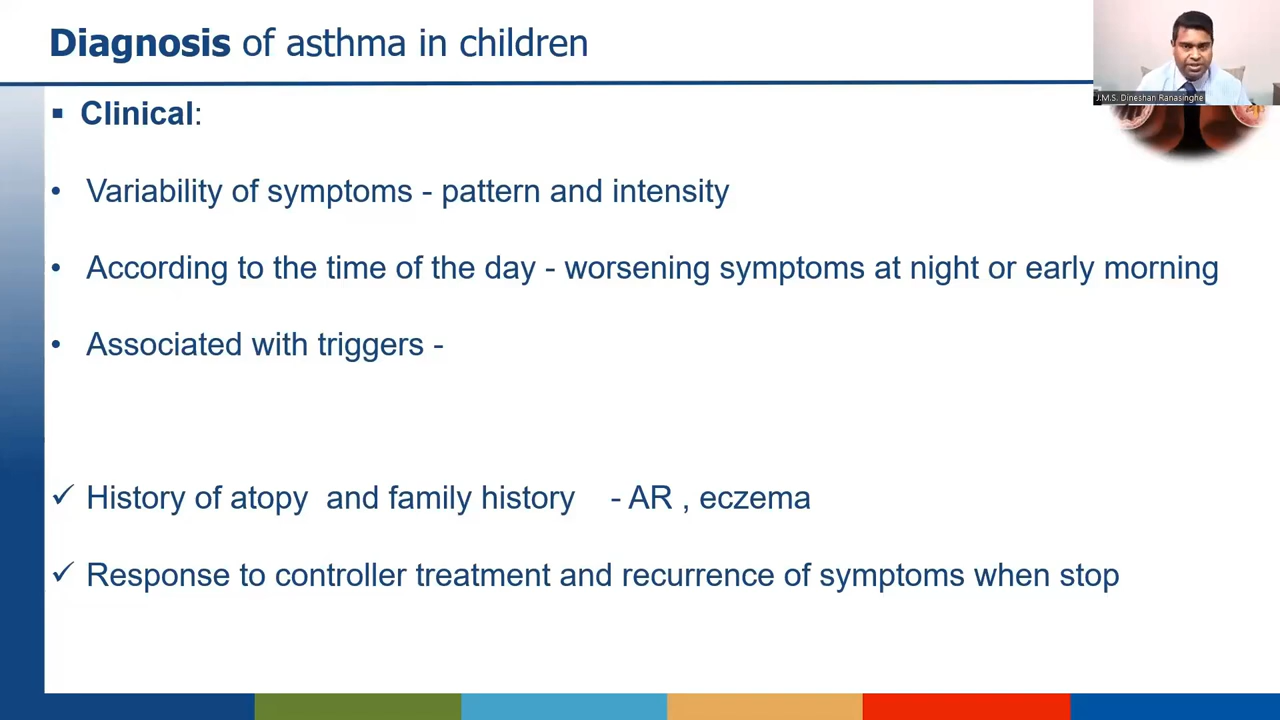 Diagnosis of asthma in children
J.M.S. Dineshan Ranasinghe
▪ Clinical:
• Variability of symptoms - pattern and intensity
• According to the time of the day - worsening symptoms at night or early morning
• Associated with triggers -
✓ History of atopy and family history - AR , eczema
✓ Response to controller treatment and recurrence of symptoms when stop